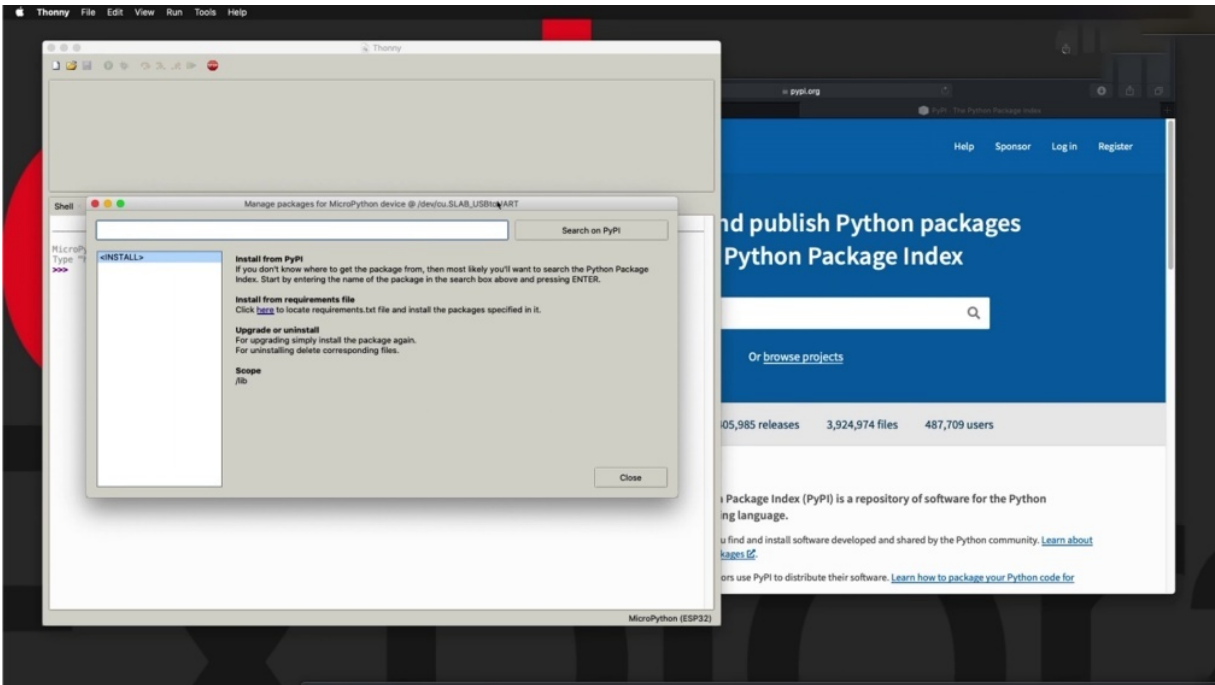 Thonny File Edit View Run Tools Help
Thonny
pypi.org
PyPI · The Python Package Index
Help Sponsor Log in Register
Shell
Manage packages for MicroPython device @ /dev/cu.SLAB_USBtoUART
Search on PyPI
nd publish Python packages
Python Package Index
MicroPy
Type "
>>>
<INSTALL>
Install from PyPI
If you don't know where to get the package from, then most likely you'll want to search the Python Package
Index. Start by entering the name of the package in the search box above and pressing ENTER.
Install from requirements file
Click here to locate requirements.txt file and install the packages specified in it.
Upgrade or uninstall
For upgrading simply install the package again.
For uninstalling delete corresponding files.
Scope
/lib
Close
Or browse projects
05,985 releases 3,924,974 files 487,709 users
Package Index (PyPI) is a repository of software for the Python
ing language.
u find and install software developed and shared by the Python community. Learn about
kages
ors use PyPI to distribute their software. Learn how to package your Python code for
MicroPython (ESP32)